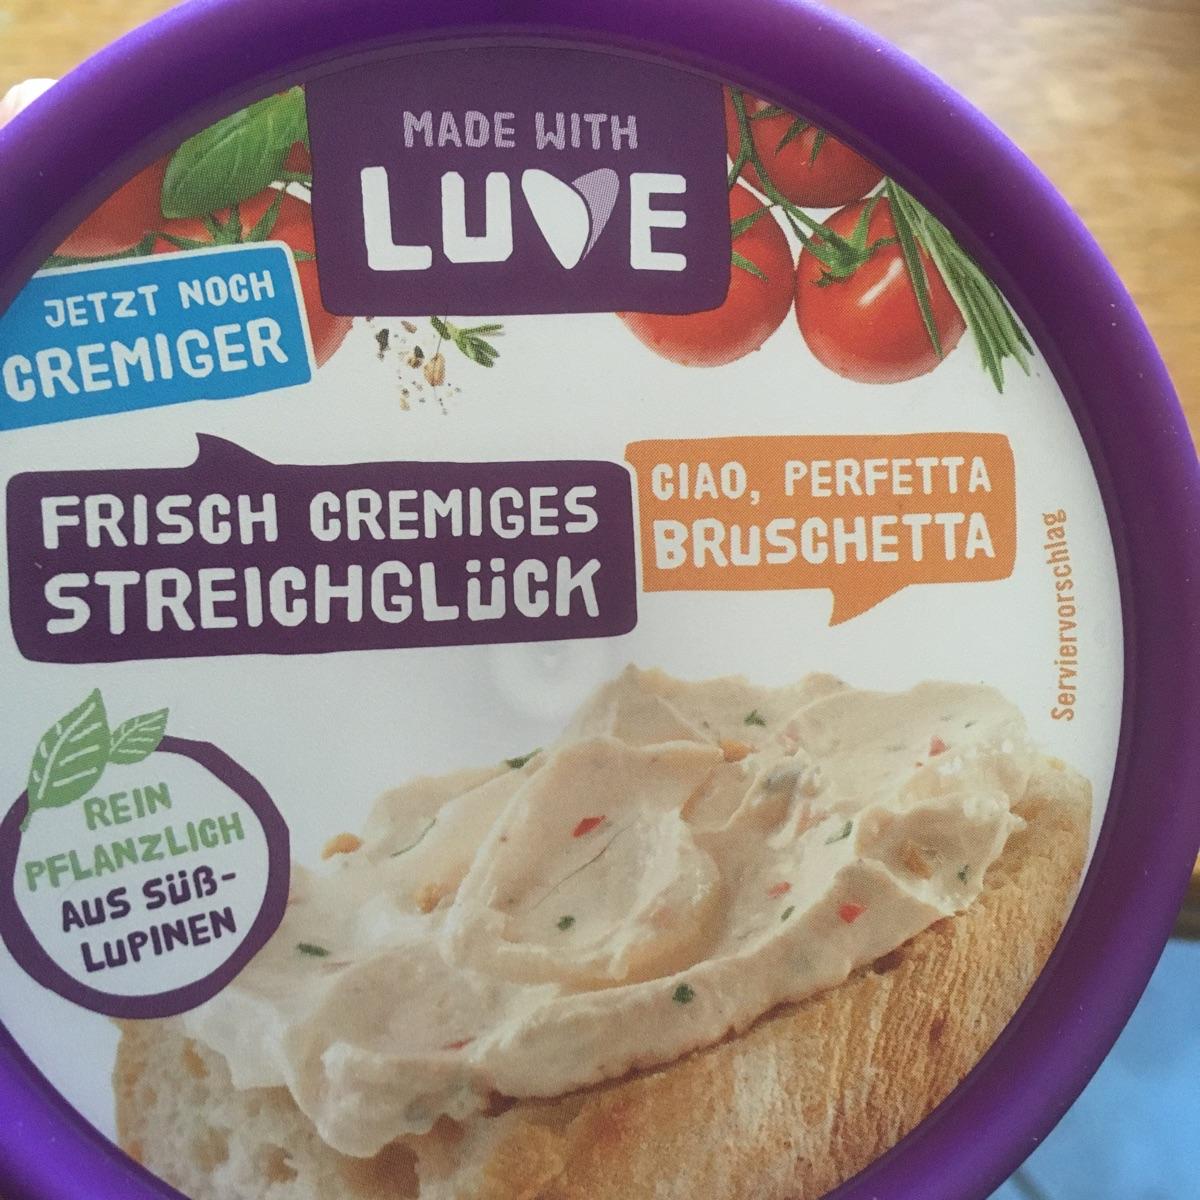 MADE WITH
LUVE
JETZT NOCH
CREMIGER
FRISCH CREMIGES
STREICHGLÜCK
CIAO, PERFETTA
BRUSCHETTA
Serviervorschlag
REIN
PFLANZLICH
AUS SÜß-
LUPINEN